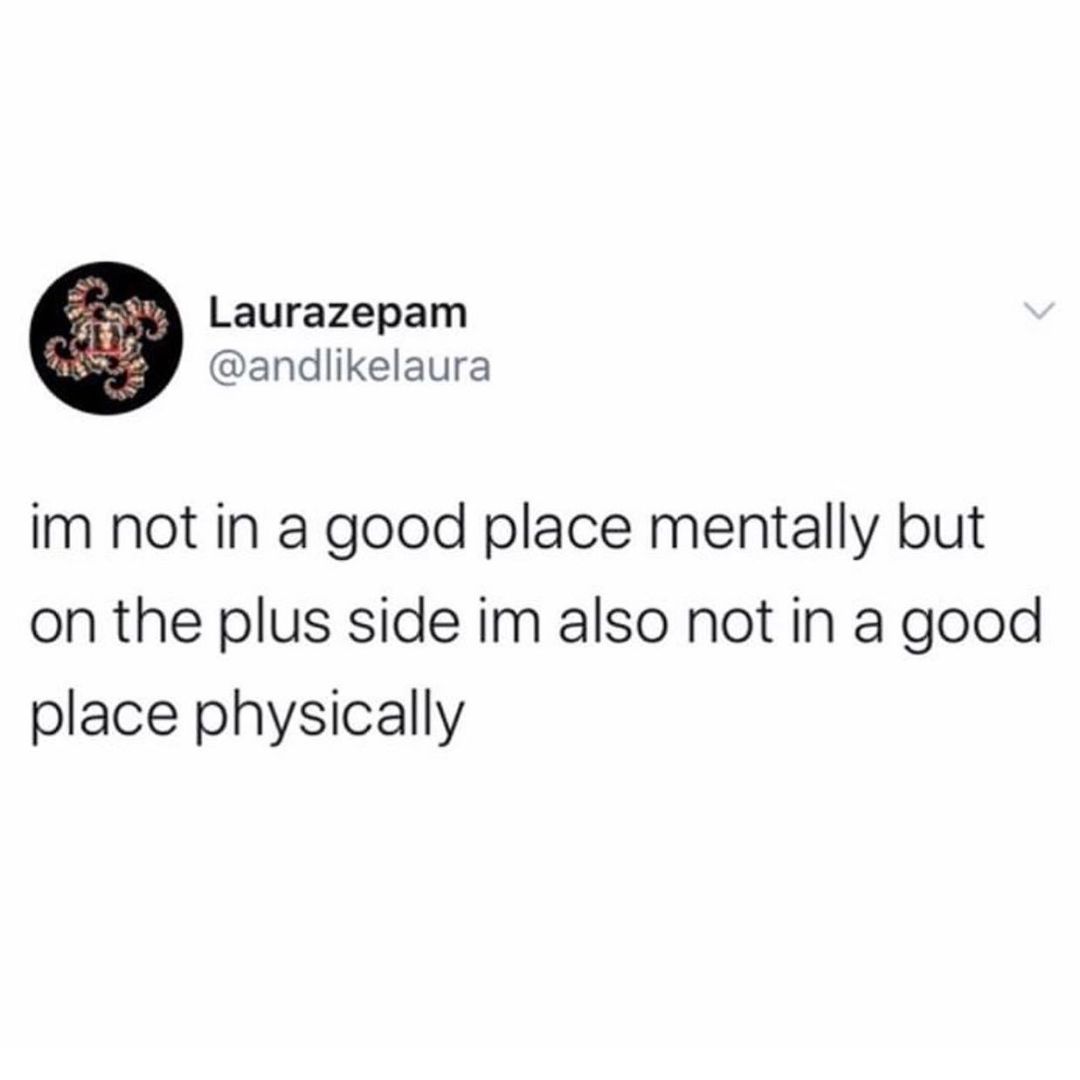 Laurazepam
@andlikelaura
im not in a good place mentally but
on the plus side im also not in a good
place physically